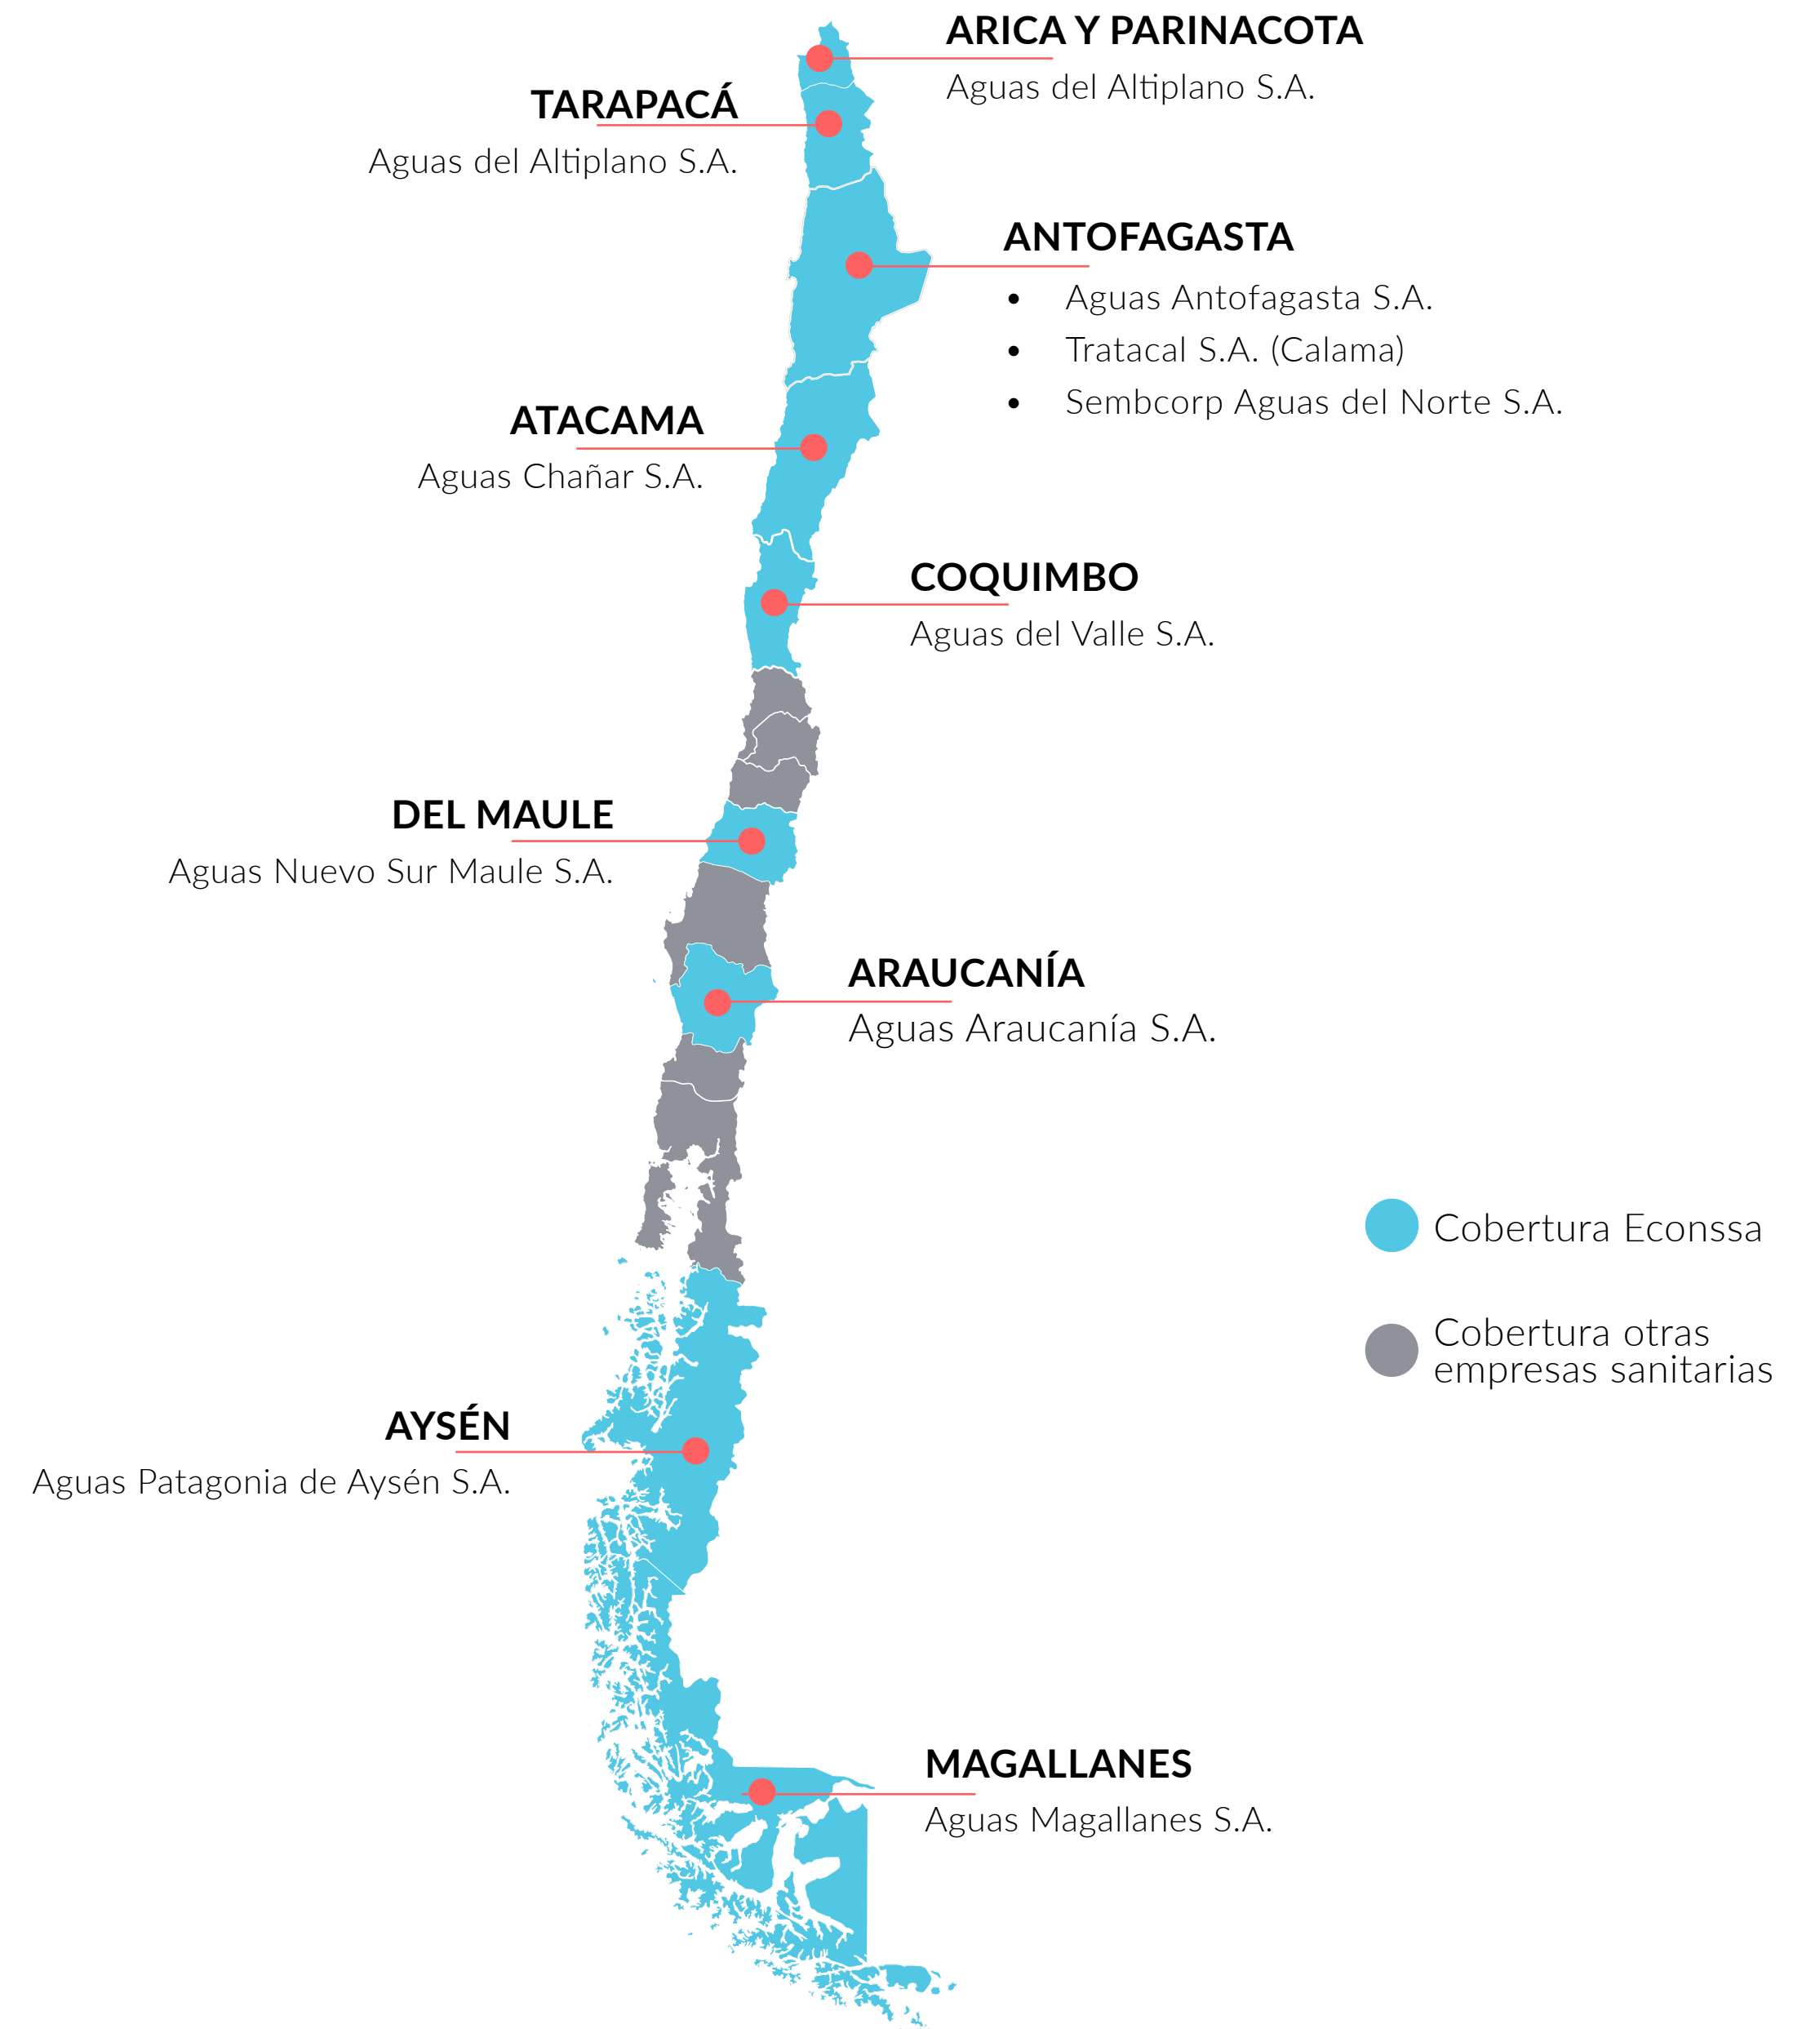 ARICA Y PARINACOTA
Aguas del Altiplano S.A.
TARAPACÁ
Aguas del Altiplano S.A.
ANTOFAGASTA
• Aguas Antofagasta S.A.
• Tratacal S.A. (Calama)
• Sembcorp Aguas del Norte S.A.
ATACAMA
Aguas Chañar S.A.
COQUIMBO
Aguas del Valle S.A.
DEL MAULE
Aguas Nuevo Sur Maule S.A.
ARAUCANÍA
Aguas Araucanía S.A.
Cobertura Econssa
Cobertura otras
empresas sanitarias
AYSÉN
Aguas Patagonia de Aysén S.A.
MAGALLANES
Aguas Magallanes S.A.